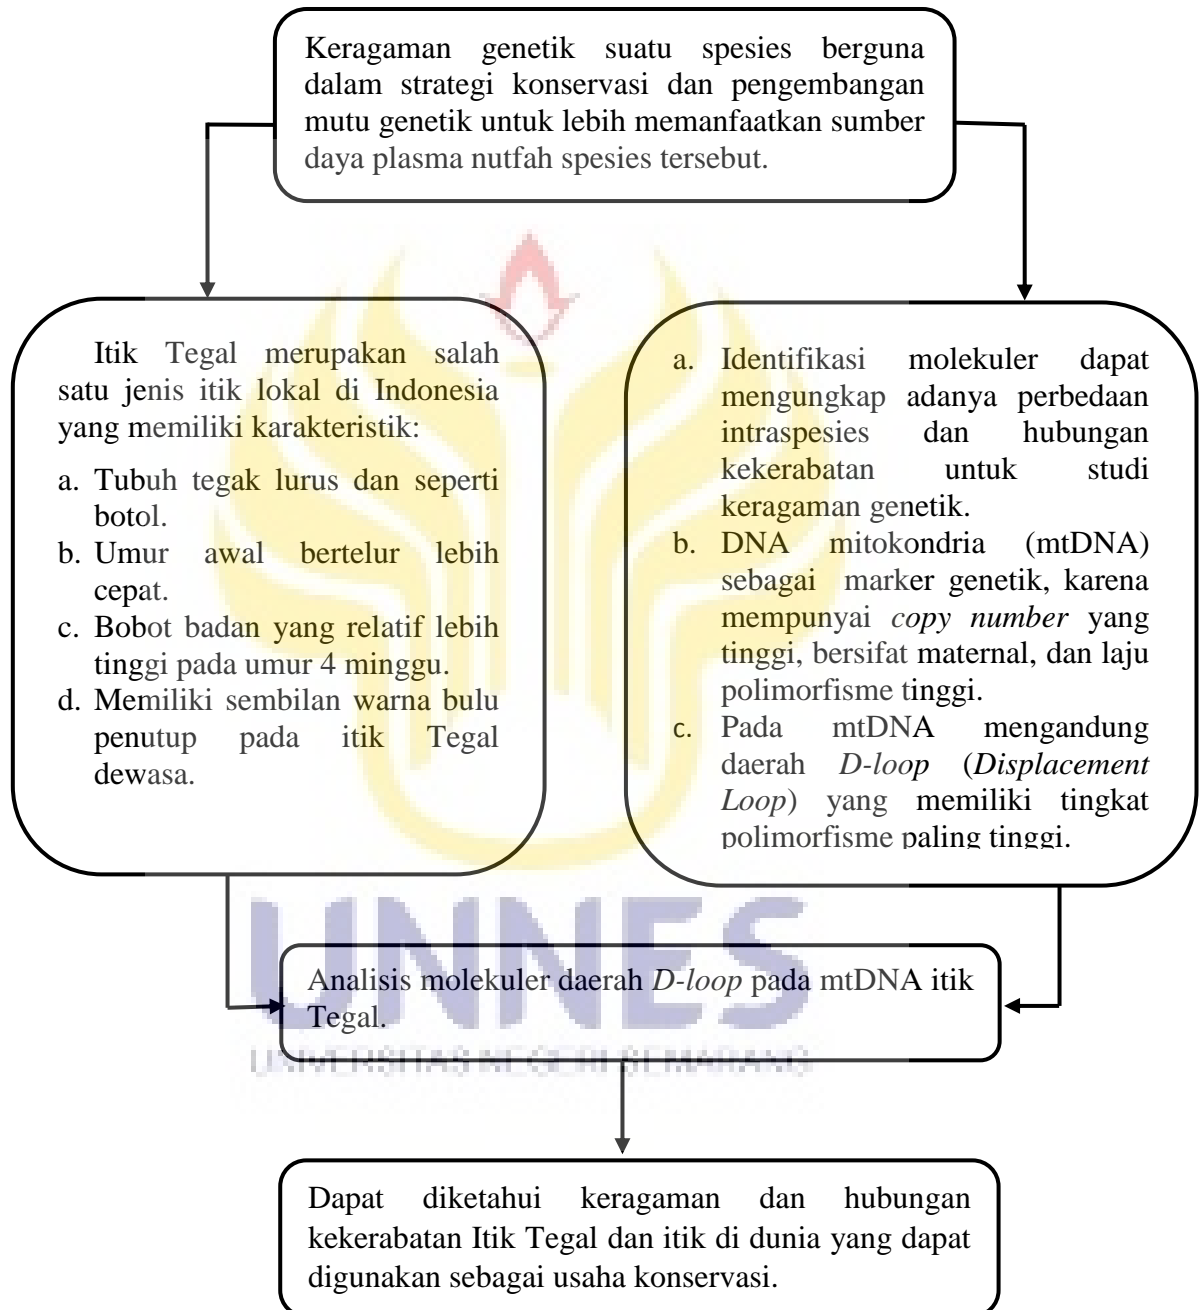 Keragaman genetik suatu spesies berguna
dalam strategi konservasi dan pengembangan
mutu genetik untuk lebih memanfaatkan sumber
daya plasma nutfah spesies tersebut.
Itik Tegal merupakan salah
satu jenis itik lokal di Indonesia
yang memiliki karakteristik:
a. Tubuh tegak lurus dan seperti
botol.
b. Umur awal bertelur lebih
cepat.
c. Bobot badan yang relatif lebih
tinggi pada umur 4 minggu.
d. Memiliki sembilan warna bulu
penutup pada itik Tegal
dewasa.
a. Identifikasi molekuler dapat
mengungkap adanya perbedaan
intraspesies dan hubungan
kekerabatan untuk studi
keragaman genetik.
b. DNA mitokondria (mtDNA)
sebagai marker genetik, karena
mempunyai copy number yang
tinggi, bersifat maternal, dan laju
polimorfisme tinggi.
c. Pada mtDNA mengandung
daerah D-loop (Displacement
Loop) yang memiliki tingkat
polimorfisme paling tinggi.
Analisis molekuler daerah D-loop pada mtDNA itik
Tegal.
UNNES
UNIVERSITAS NEGERI SEMARANG
Dapat diketahui keragaman dan hubungan
kekerabatan Itik Tegal dan itik di dunia yang dapat
digunakan sebagai usaha konservasi.